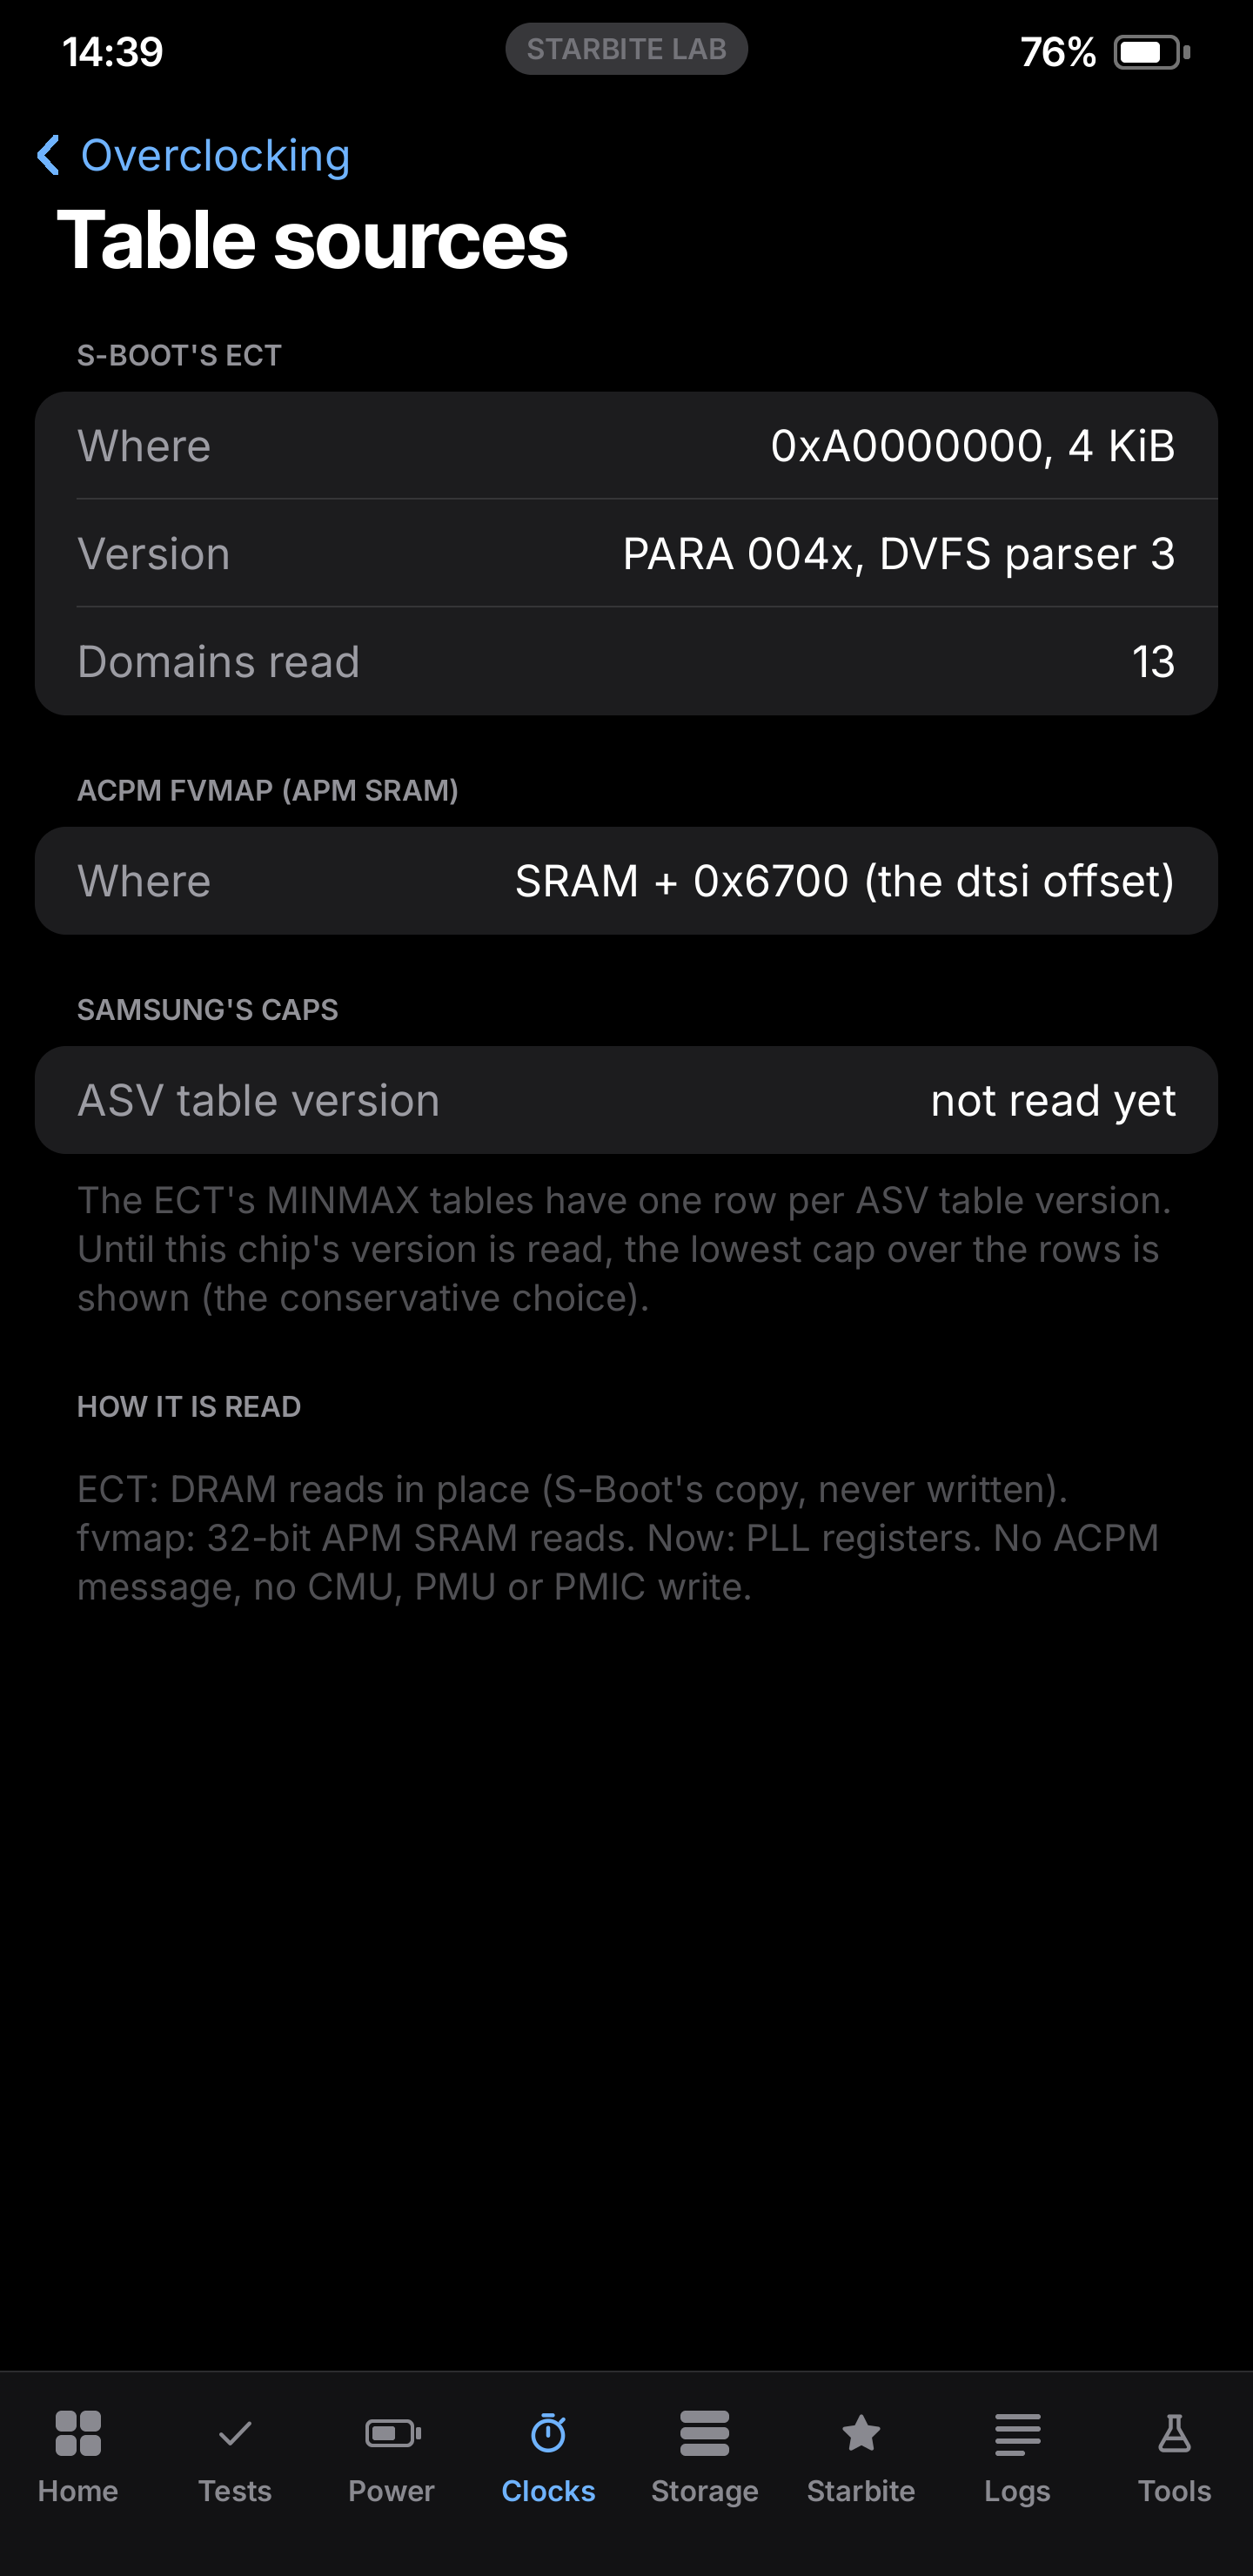 14:39
STARBITE LAB
76%
Overclocking
Table sources
S-BOOT'S ECT
Where 0xA0000000, 4 KiB
Version PARA 004x, DVFS parser 3
Domains read 13
ACPM FVMAP (APM SRAM)
Where SRAM + 0x6700 (the dtsi offset)
SAMSUNG'S CAPS
ASV table version not read yet
The ECT's MINMAX tables have one row per ASV table version.
Until this chip's version is read, the lowest cap over the rows is
shown (the conservative choice).
HOW IT IS READ
ECT: DRAM reads in place (S-Boot's copy, never written).
fvmap: 32-bit APM SRAM reads. Now: PLL registers. No ACPM
message, no CMU, PMU or PMIC write.
Home Tests Power Clocks Storage Starbite Logs Tools